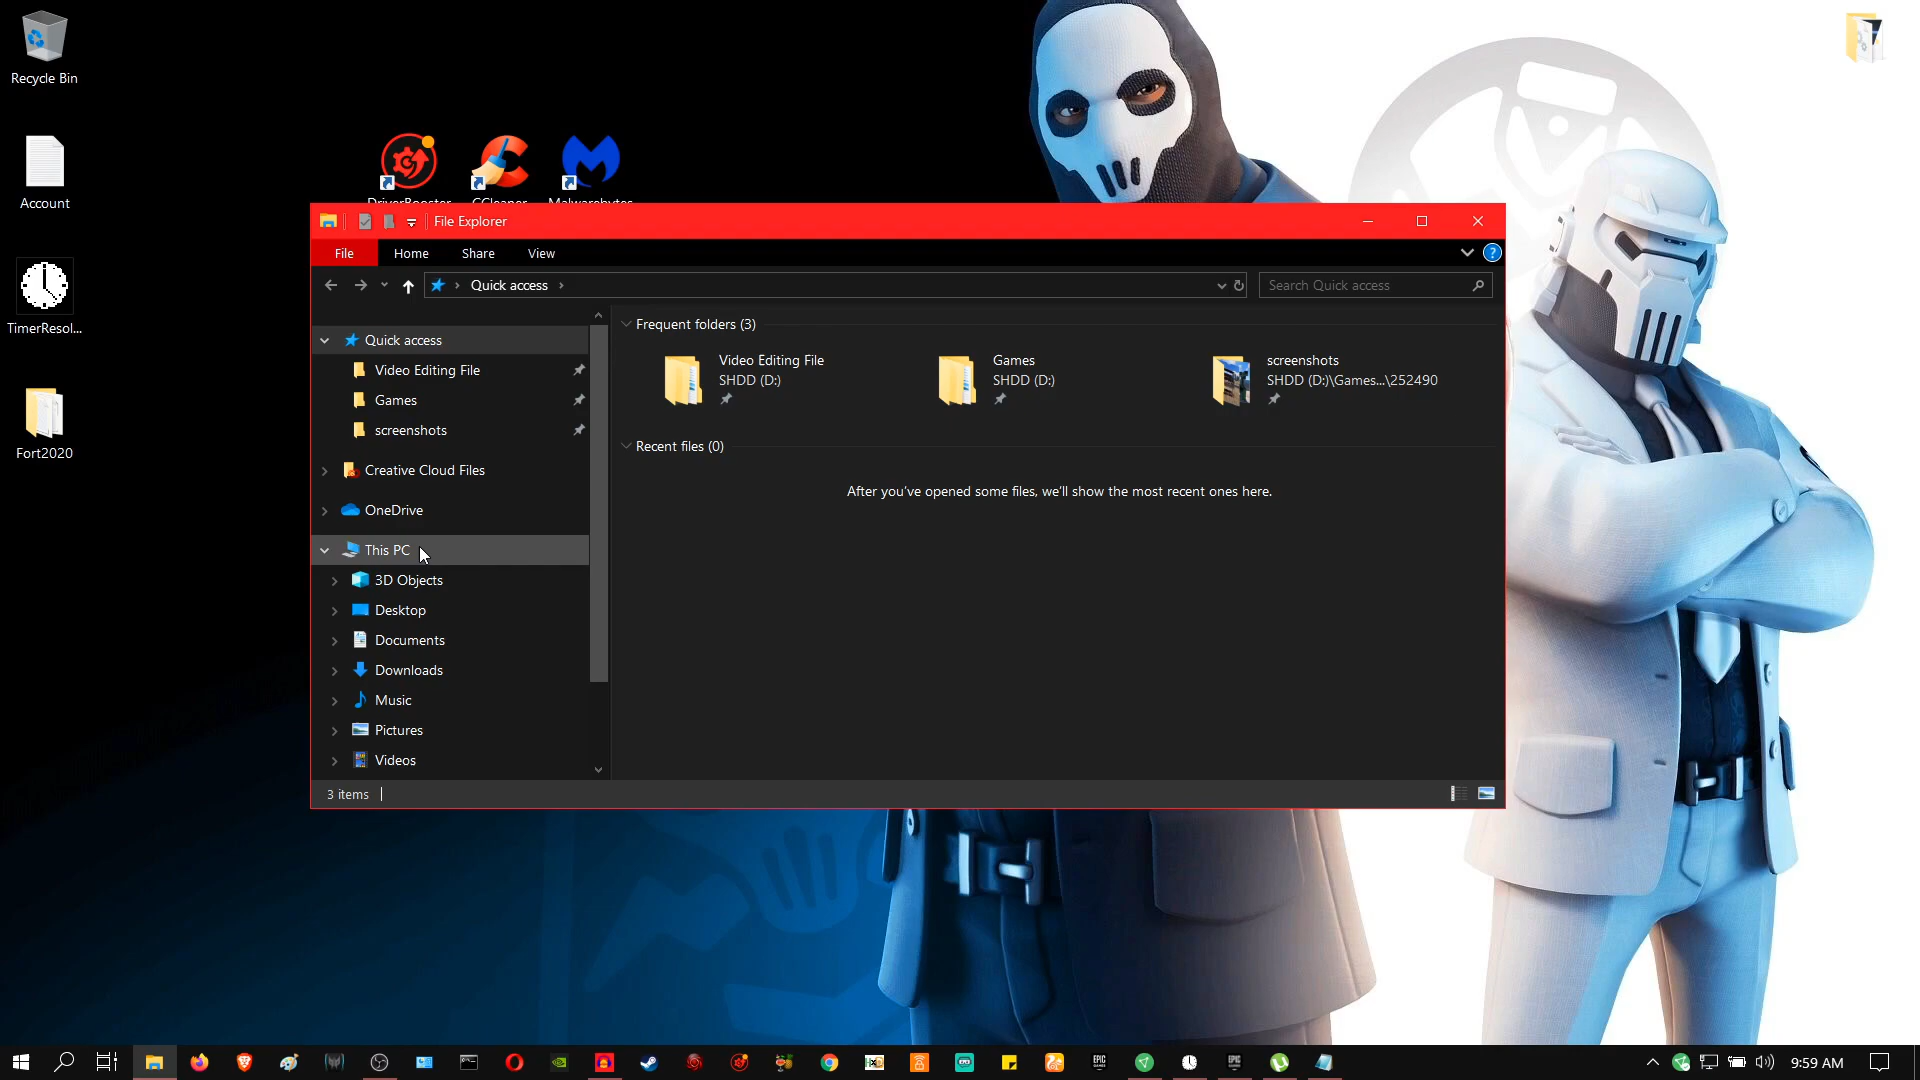 Recycle Bin
Account
TimerResol...
Fort2020
DriverBooster
CCleaner
Malwarebytes
File Explorer
File
Home
Share
View
Quick access
Search Quick access
Quick access
Video Editing File
Games
screenshots
Creative Cloud Files
OneDrive
This PC
3D Objects
Desktop
Documents
Downloads
Music
Pictures
Videos
Frequent folders (3)
Video Editing File
SHDD (D:)
Games
SHDD (D:)
screenshots
SHDD (D:)\Games...\252490
Recent files (0)
After you've opened some files, we'll show the most recent ones here.
3 items
9:59 AM